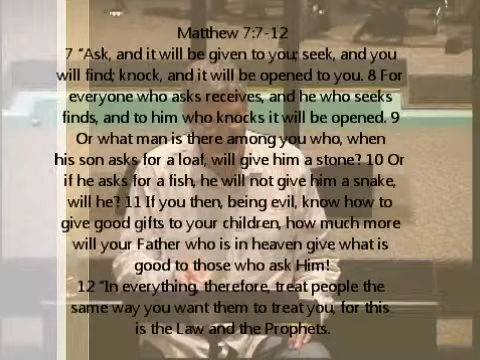 Matthew 7:7-12
7 "Ask, and it will be given to you; seek, and you
will find; knock, and it will be opened to you. 8 For
everyone who asks receives, and he who seeks
finds, and to him who knocks it will be opened. 9
Or what man is there among you who, when
his son asks for a loaf, will give him a stone? 10 Or
if he asks for a fish, he will not give him a snake,
will he? 11 If you then, being evil, know how to
give good gifts to your children, how much more
will your Father who is in heaven give what is
good to those who ask Him!
12 "In everything, therefore, treat people the
same way you want them to treat you, for this
is the Law and the Prophets.